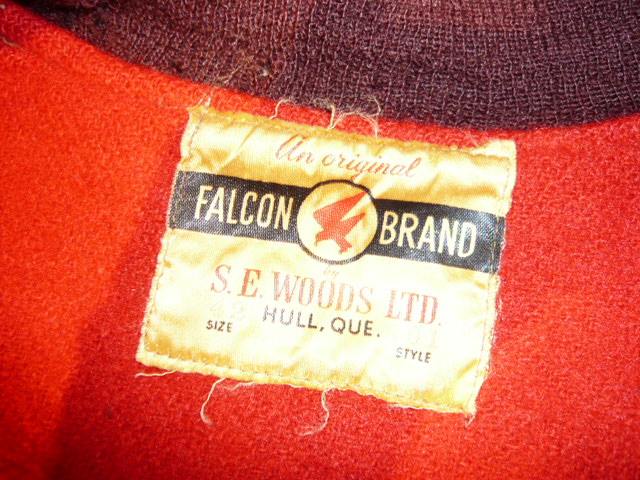 An original
FALCON BRAND
by
S.E. WOODS LTD.
HULL, QUE.
SIZE
STYLE